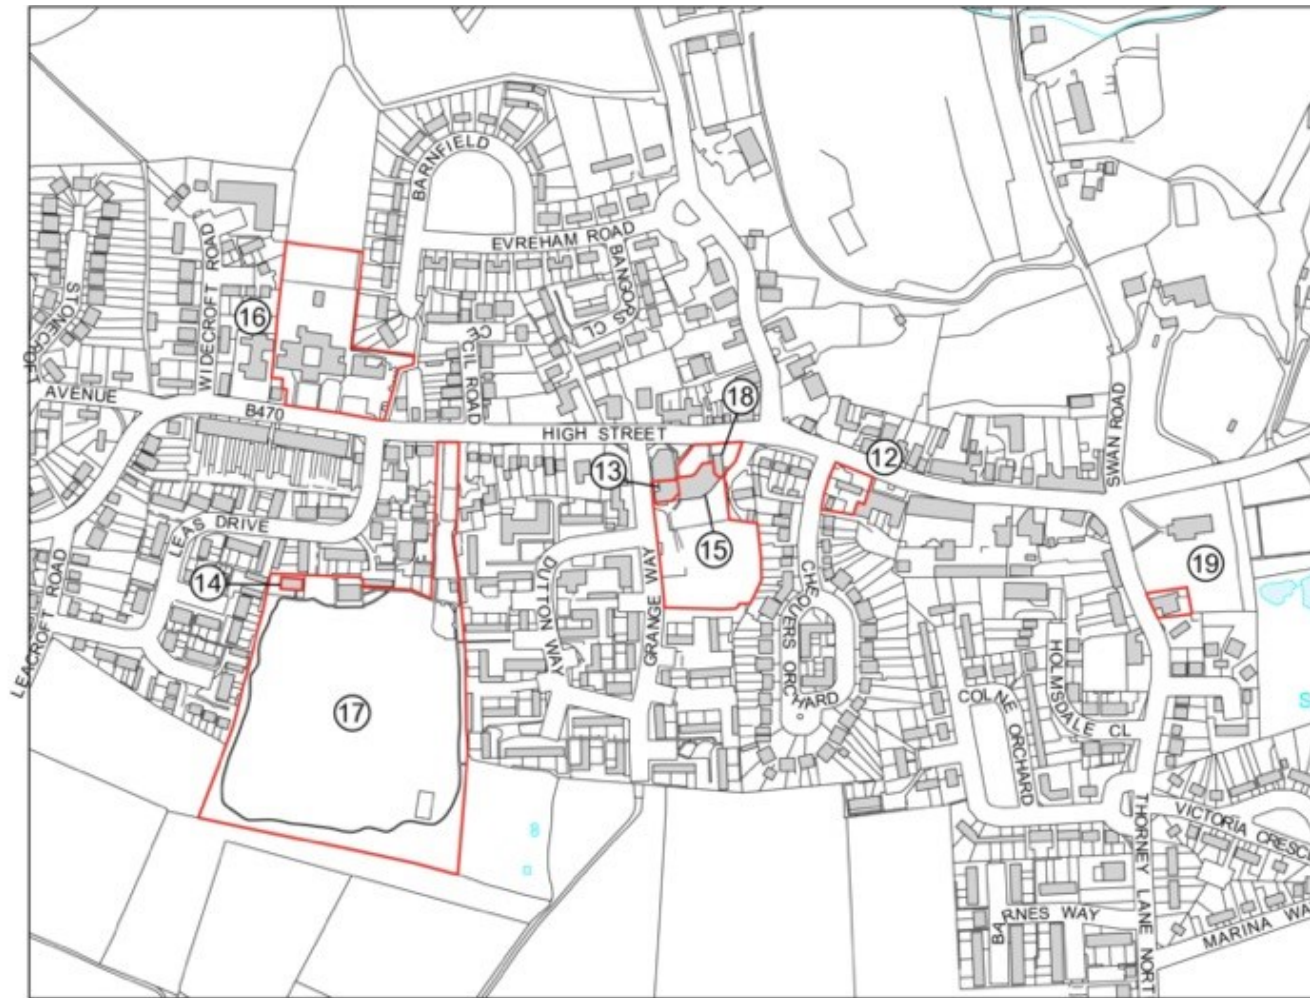 BARNFIELD
EVREHAM ROAD
BANGORS CL
WIDECROFT ROAD
STONECROFT
16
CECIL ROAD
AVENUE
B470
HIGH STREET
18
12
SWAN ROAD
13
15
LEAS DRIVE
14
DUTTON WAY
GRANGE WAY
CHEQUERS ORCHARD
19
LEACROFT ROAD
17
HOLMSDALE CL
COLNE ORCHARD
THORNEY LANE NORT
VICTORIA CRESC
BARNES WAY
MARINA WA